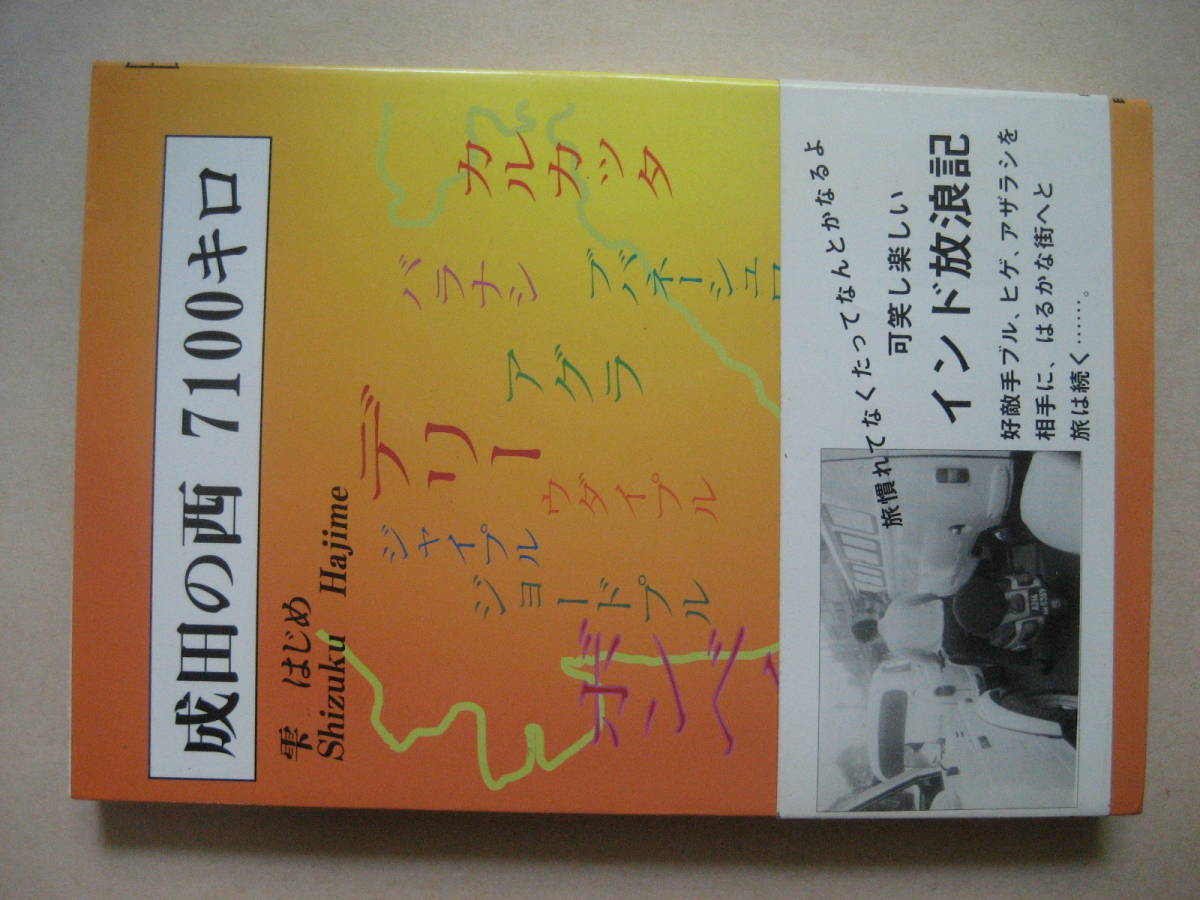 成田の西 7100キロ
雫 はじめ
Shizuku Hajime
カルカッタ
バラナシ
ブバネーシュ
アグラ
デリー
ウダイプル
ジャイプル
ジョードプル
ボンベイ
旅慣れてなくたってなんとかなるよ
可笑し楽しい
インド放浪記
好敵手ブル、ヒゲ、アザラシを
相手に、はるかな街へと
旅は続く……。